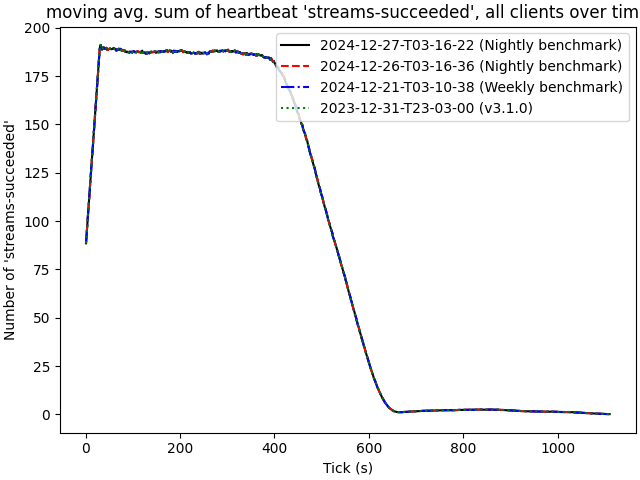 moving avg. sum of heartbeat 'streams-succeeded', all clients over tim
2024-12-27-T03-16-22 (Nightly benchmark)
2024-12-26-T03-16-36 (Nightly benchmark)
2024-12-21-T03-10-38 (Weekly benchmark)
2023-12-31-T23-03-00 (v3.1.0)
Number of 'streams-succeeded'
200
175
150
125
100
75
50
25
0
0 200 400 600 800 1000
Tick (s)